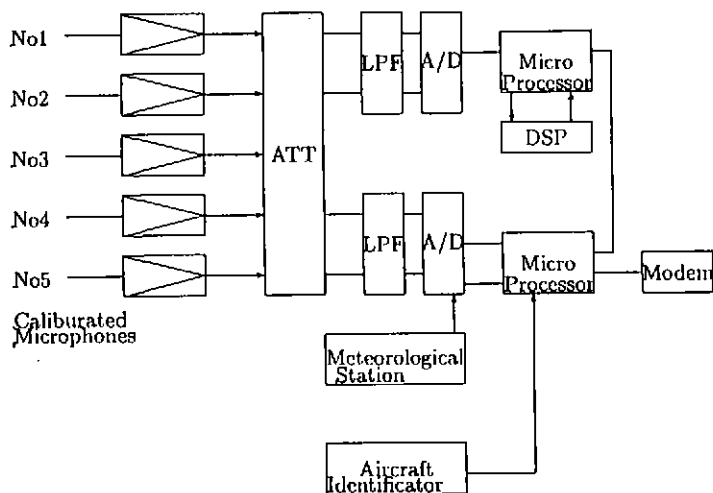 No1
No2
No3
No4
No5
Caliburated
Microphones
ATT
LPF
A/D
Micro
Processor
DSP
LPF
A/D
Micro
Processor
Modem
Meteorological
Station
Aircraft
Identificator